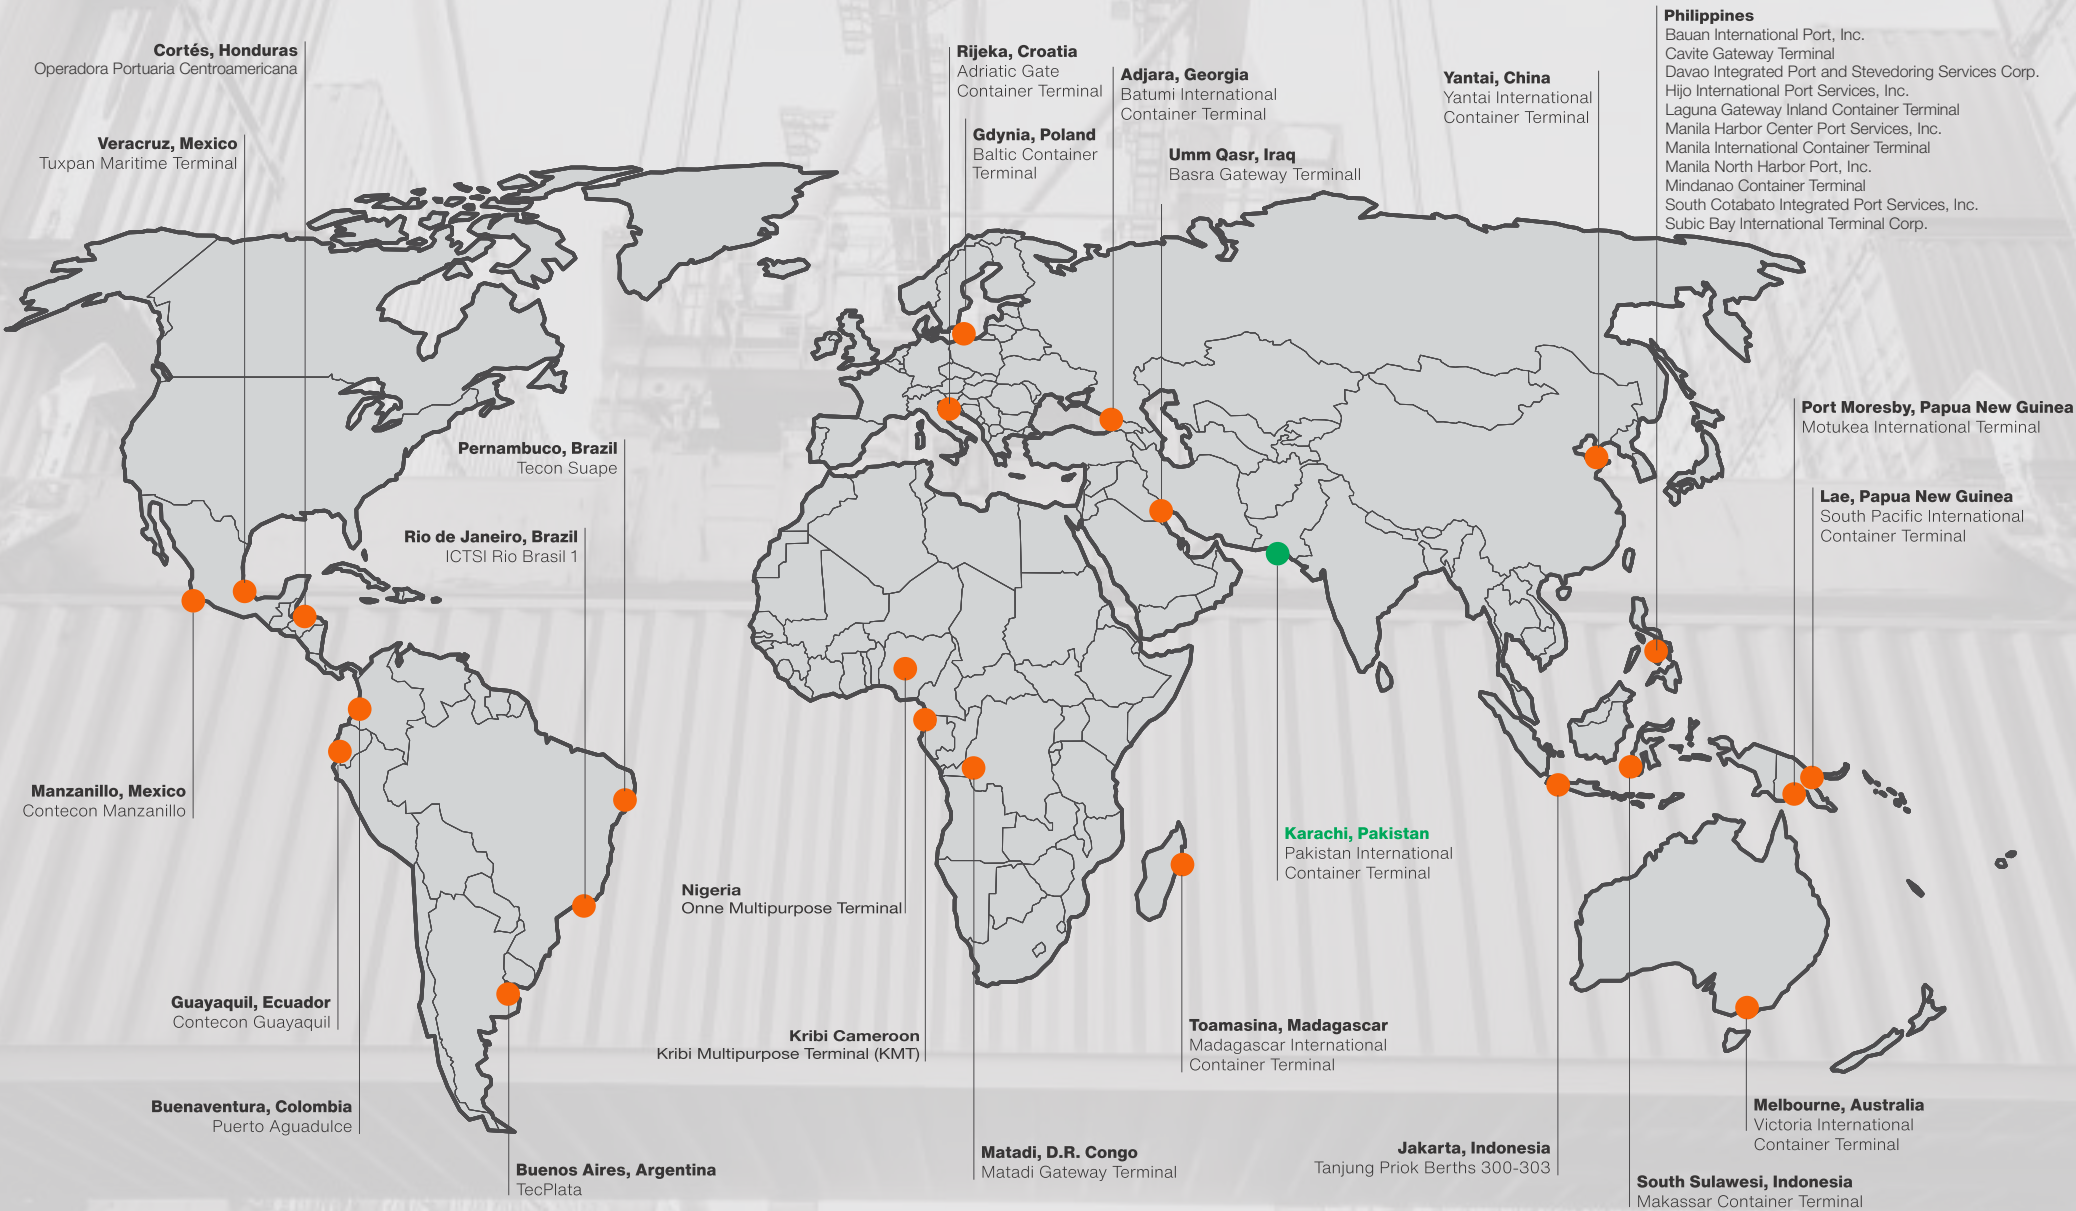 Cortés, Honduras
Operadora Portuaria Centroamericana
Veracruz, Mexico
Tuxpan Maritime Terminal
Rijeka, Croatia
Adriatic Gate
Container Terminal
Gdynia, Poland
Baltic Container
Terminal
Adjara, Georgia
Batumi International
Container Terminal
Umm Qasr, Iraq
Basra Gateway Terminall
Yantai, China
Yantai International
Container Terminal
Philippines
Bauan International Port, Inc.
Cavite Gateway Terminal
Davao Integrated Port and Stevedoring Services Corp.
Hijo International Port Services, Inc.
Laguna Gateway Inland Container Terminal
Manila Harbor Center Port Services, Inc.
Manila International Container Terminal
Manila North Harbor Port, Inc.
Mindanao Container Terminal
South Cotabato Integrated Port Services, Inc.
Subic Bay International Terminal Corp.
Pernambuco, Brazil
Tecon Suape
Rio de Janeiro, Brazil
ICTSI Rio Brasil 1
Port Moresby, Papua New Guinea
Motukea International Terminal
Lae, Papua New Guinea
South Pacific International
Container Terminal
Manzanillo, Mexico
Contecon Manzanillo
Karachi, Pakistan
Pakistan International
Container Terminal
Nigeria
Onne Multipurpose Terminal
Guayaquil, Ecuador
Contecon Guayaquil
Kribi Cameroon
Kribi Multipurpose Terminal (KMT)
Toamasina, Madagascar
Madagascar International
Container Terminal
Buenaventura, Colombia
Puerto Aguadulce
Melbourne, Australia
Victoria International
Container Terminal
Buenos Aires, Argentina
TecPlata
Matadi, D.R. Congo
Matadi Gateway Terminal
Jakarta, Indonesia
Tanjung Priok Berths 300-303
South Sulawesi, Indonesia
Makassar Container Terminal